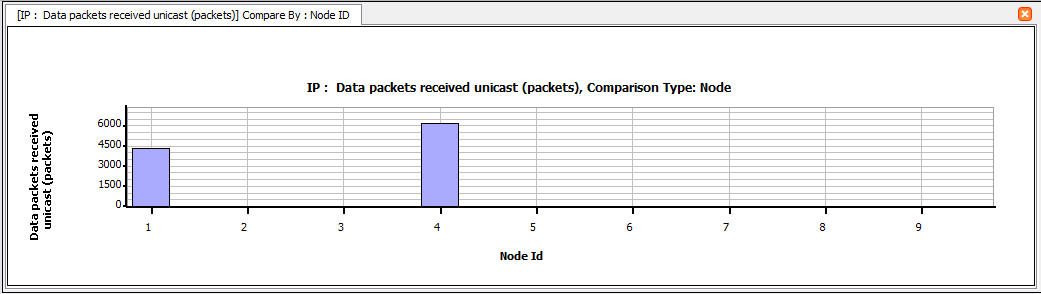 [IP :  Data packets received unicast (packets)] Compare By : Node ID
IP :  Data packets received unicast (packets), Comparison Type: Node
Data packets received
unicast (packets)
6000
4500
3000
1500
0
1 2 3 4 5 6 7 8 9
Node Id